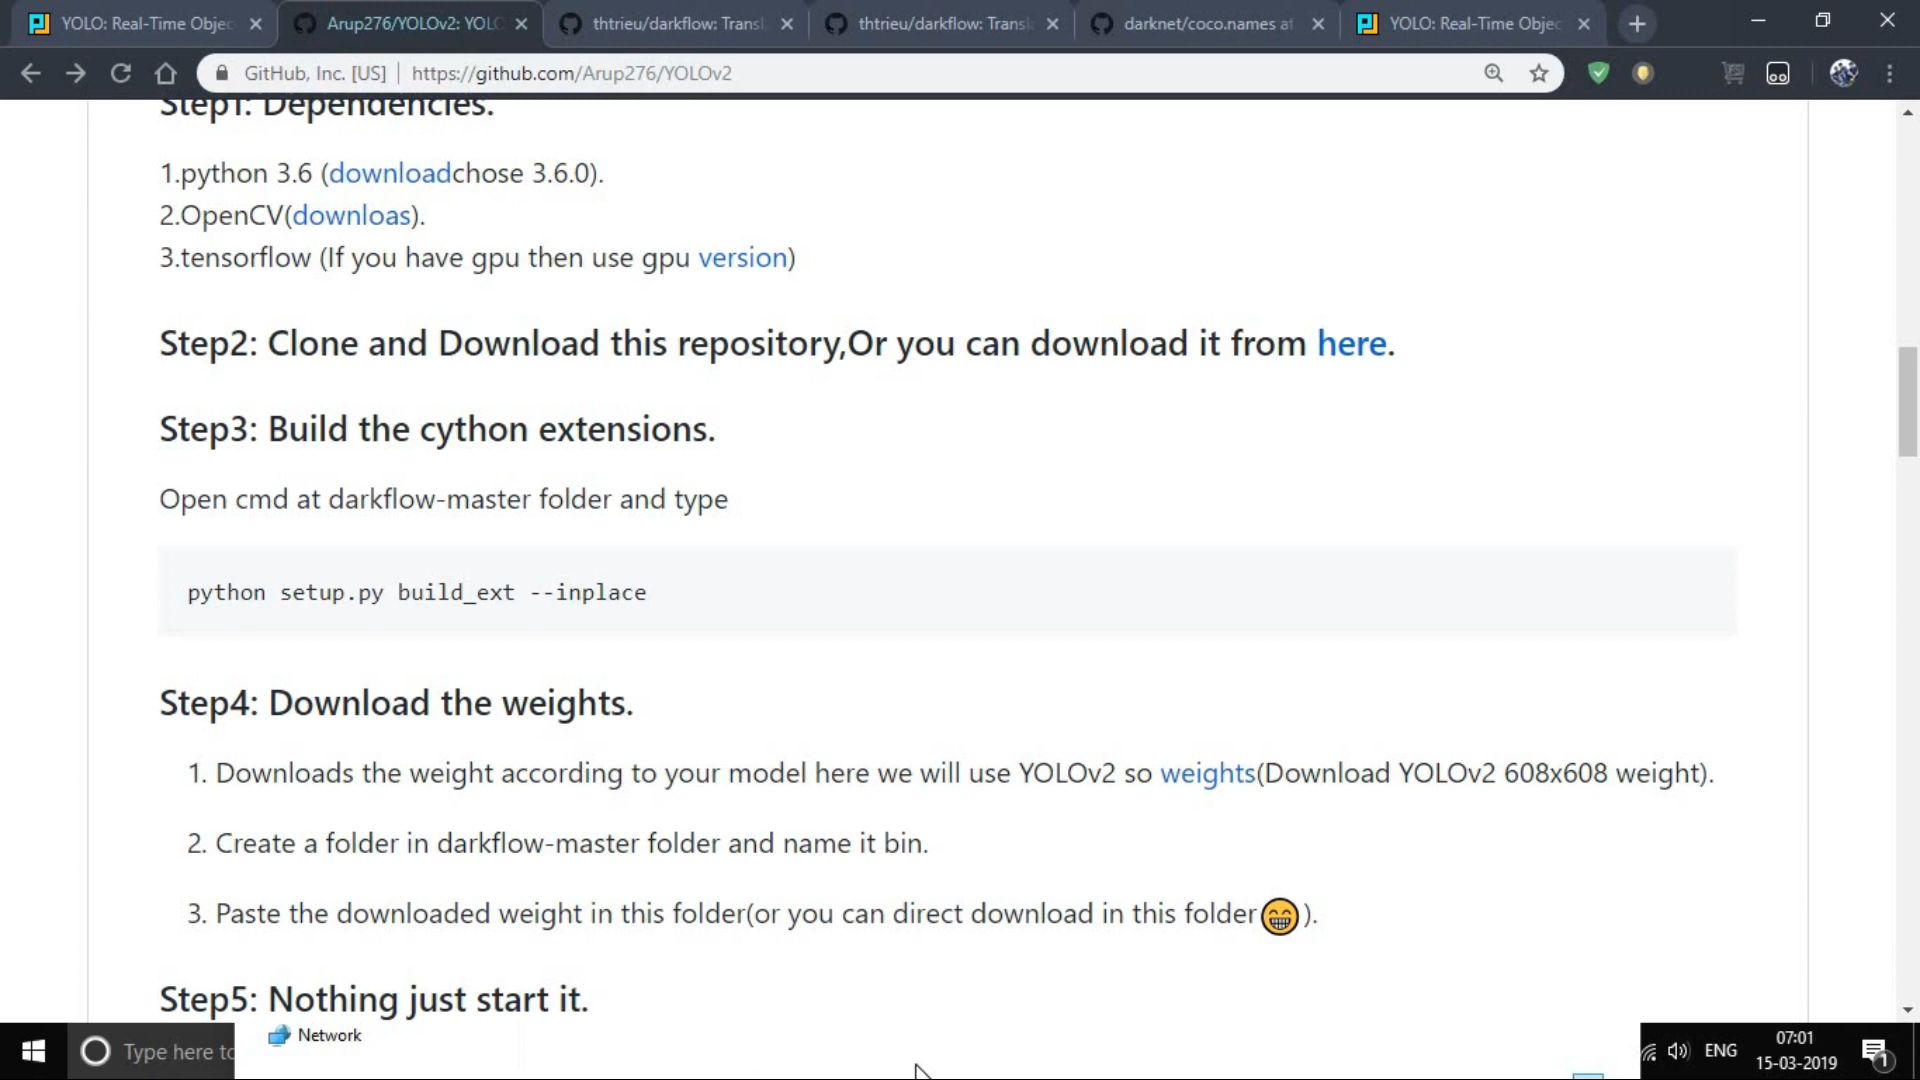 YOLO: Real-Time Objec
Arup276/YOLOv2: YOLO
thtrieu/darkflow: Transl
thtrieu/darkflow: Transl
darknet/coco.names at
YOLO: Real-Time Objec
GitHub, Inc. [US] | https://github.com/Arup276/YOLOv2
Step1: Dependencies.
1.python 3.6 (downloadchose 3.6.0).
2.OpenCV(downloas).
3.tensorflow (If you have gpu then use gpu version)
Step2: Clone and Download this repository,Or you can download it from here.
Step3: Build the cython extensions.
Open cmd at darkflow-master folder and type
python setup.py build_ext --inplace
Step4: Download the weights.
1. Downloads the weight according to your model here we will use YOLOv2 so weights(Download YOLOv2 608x608 weight).
2. Create a folder in darkflow-master folder and name it bin.
3. Paste the downloaded weight in this folder(or you can direct download in this folder😁).
Step5: Nothing just start it.
Network
Type here to
ENG
07:01
15-03-2019
1